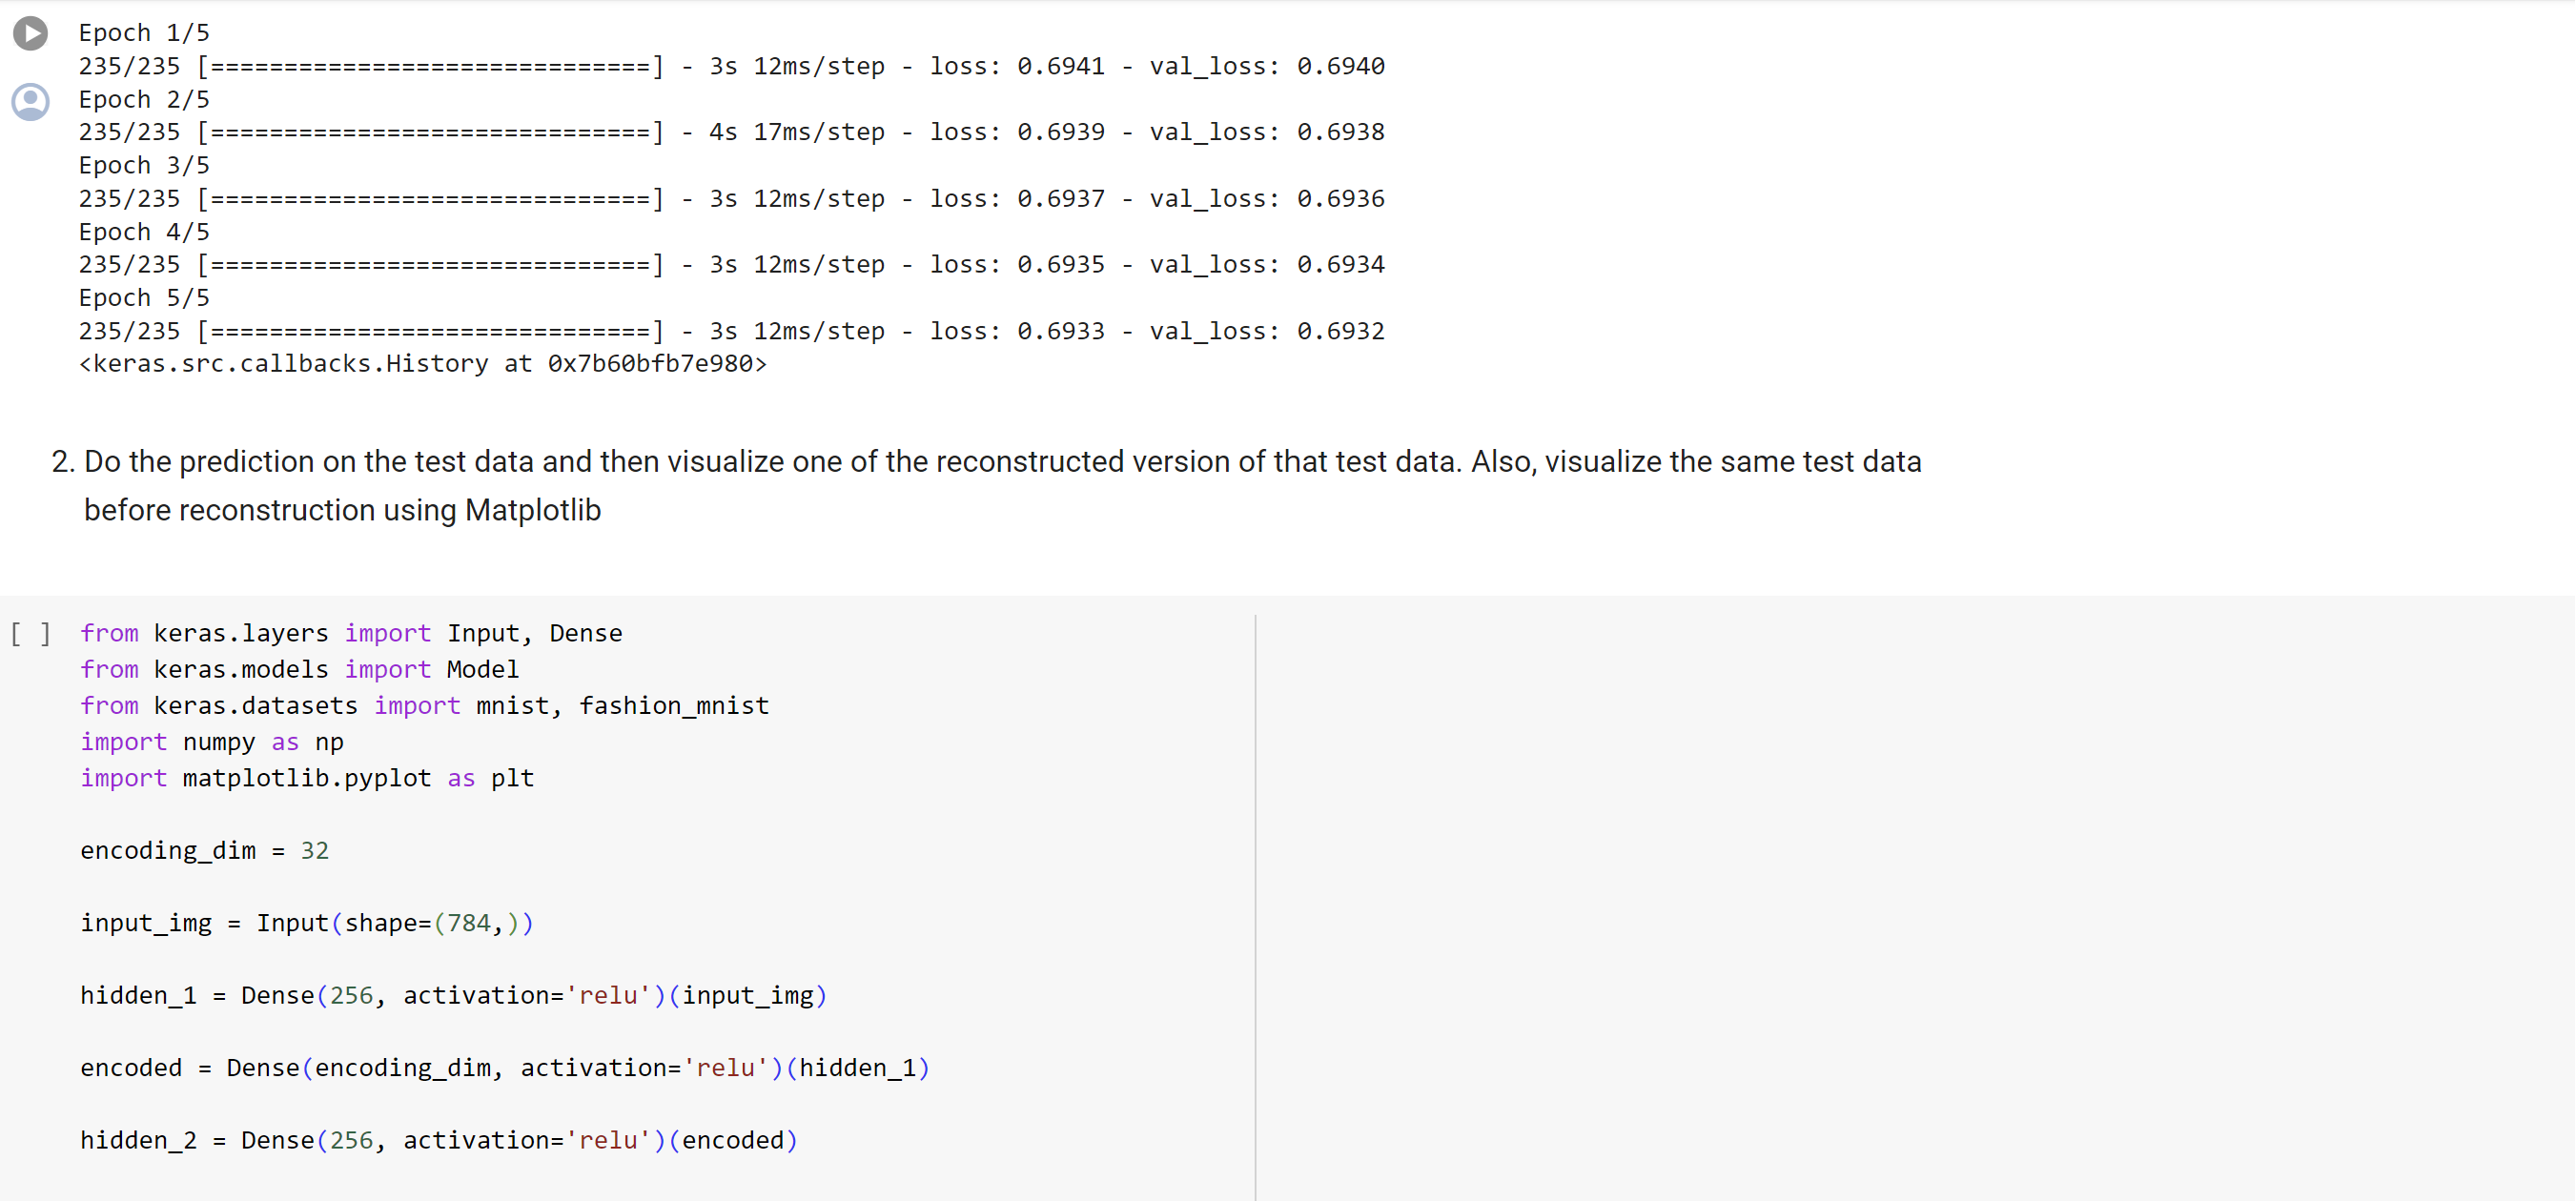 Epoch 1/5
235/235 [==============================] - 3s 12ms/step - loss: 0.6941 - val_loss: 0.6940
Epoch 2/5
235/235 [==============================] - 4s 17ms/step - loss: 0.6939 - val_loss: 0.6938
Epoch 3/5
235/235 [==============================] - 3s 12ms/step - loss: 0.6937 - val_loss: 0.6936
Epoch 4/5
235/235 [==============================] - 3s 12ms/step - loss: 0.6935 - val_loss: 0.6934
Epoch 5/5
235/235 [==============================] - 3s 12ms/step - loss: 0.6933 - val_loss: 0.6932
<keras.src.callbacks.History at 0x7b60bfb7e980>
2. Do the prediction on the test data and then visualize one of the reconstructed version of that test data. Also, visualize the same test data
before reconstruction using Matplotlib
[ ] from keras.layers import Input, Dense
from keras.models import Model
from keras.datasets import mnist, fashion_mnist
import numpy as np
import matplotlib.pyplot as plt
encoding_dim = 32
input_img = Input(shape=(784,))
hidden_1 = Dense(256, activation='relu')(input_img)
encoded = Dense(encoding_dim, activation='relu')(hidden_1)
hidden_2 = Dense(256, activation='relu')(encoded)